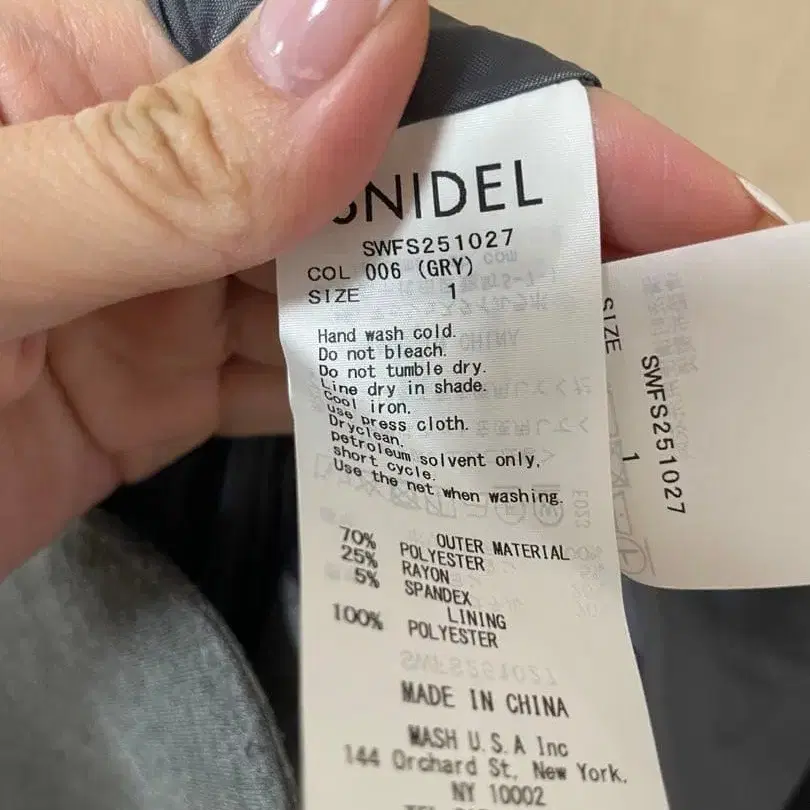 SNIDEL
SWFS251027
COL 006 (GRY)
SIZE 1
Hand wash cold.
Do not bleach.
Do not tumble dry.
Line dry in shade.
Cool iron.
use press cloth.
Dryclean,
petroleum solvent only,
short cycle.
Use the net when washing.
OUTER MATERIAL
70% POLYESTER
25% RAYON
5% SPANDEX
LINING
100% POLYESTER
MADE IN CHINA
MASH U.S.A Inc
144 Orchard St, New York,
NY 10002
SIZE 1
SWFS251027